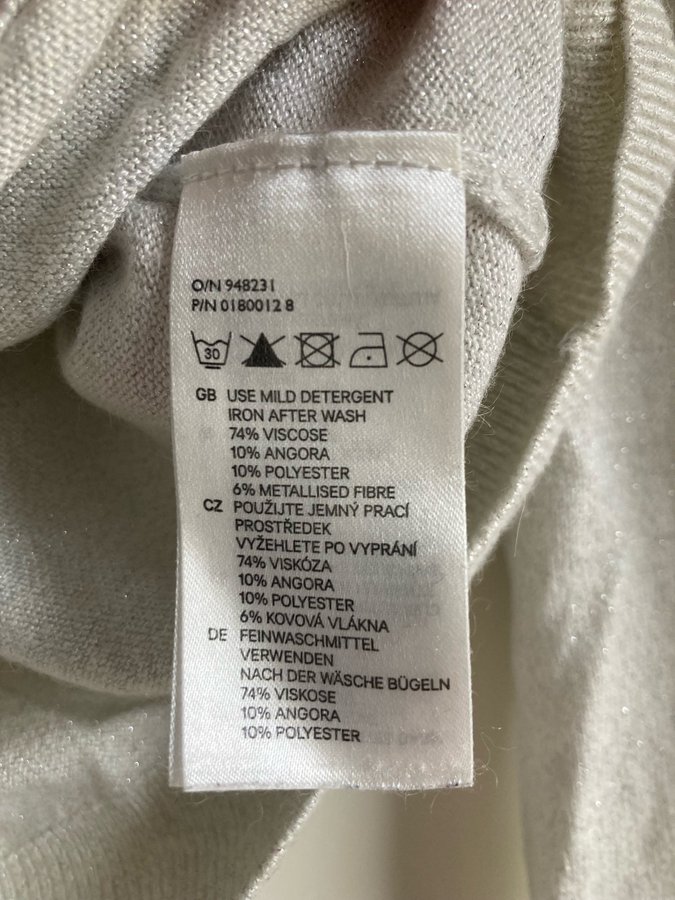 O/N 948231
P/N 0180012 8
30
GB USE MILD DETERGENT
IRON AFTER WASH
74% VISCOSE
10% ANGORA
10% POLYESTER
6% METALLISED FIBRE
CZ POUŽIJTE JEMNÝ PRACÍ
PROSTŘEDEK
VYŽEHLETE PO VYPRÁNÍ
74% VISKÓZA
10% ANGORA
10% POLYESTER
6% KOVOVÁ VLÁKNA
DE FEINWASCHMITTEL
VERWENDEN
NACH DER WÄSCHE BÜGELN
74% VISKOSE
10% ANGORA
10% POLYESTER